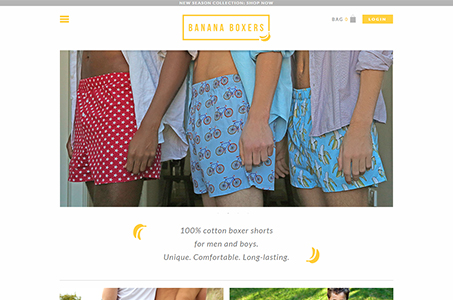 NEW SEASON COLLECTION: SHOP NOW
BANANA BOXERS
BAG 0
LOGIN
100% cotton boxer shorts
for men and boys.
Unique. Comfortable. Long-lasting.